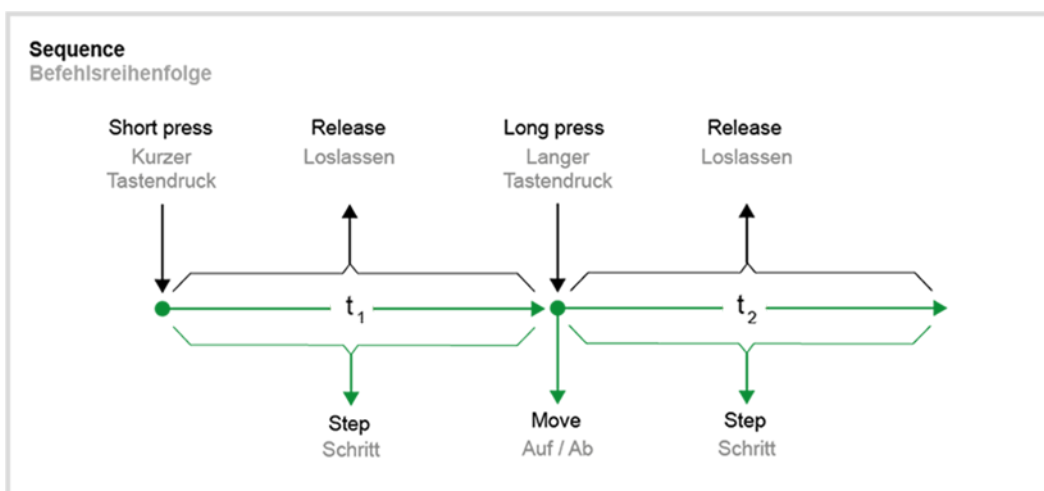 Sequence
Befehlsreihenfolge
Short press
Kurzer
Tastendruck
Release
Loslassen
Long press
Langer
Tastendruck
Release
Loslassen
t1
t2
Step
Schritt
Move
Auf / Ab
Step
Schritt